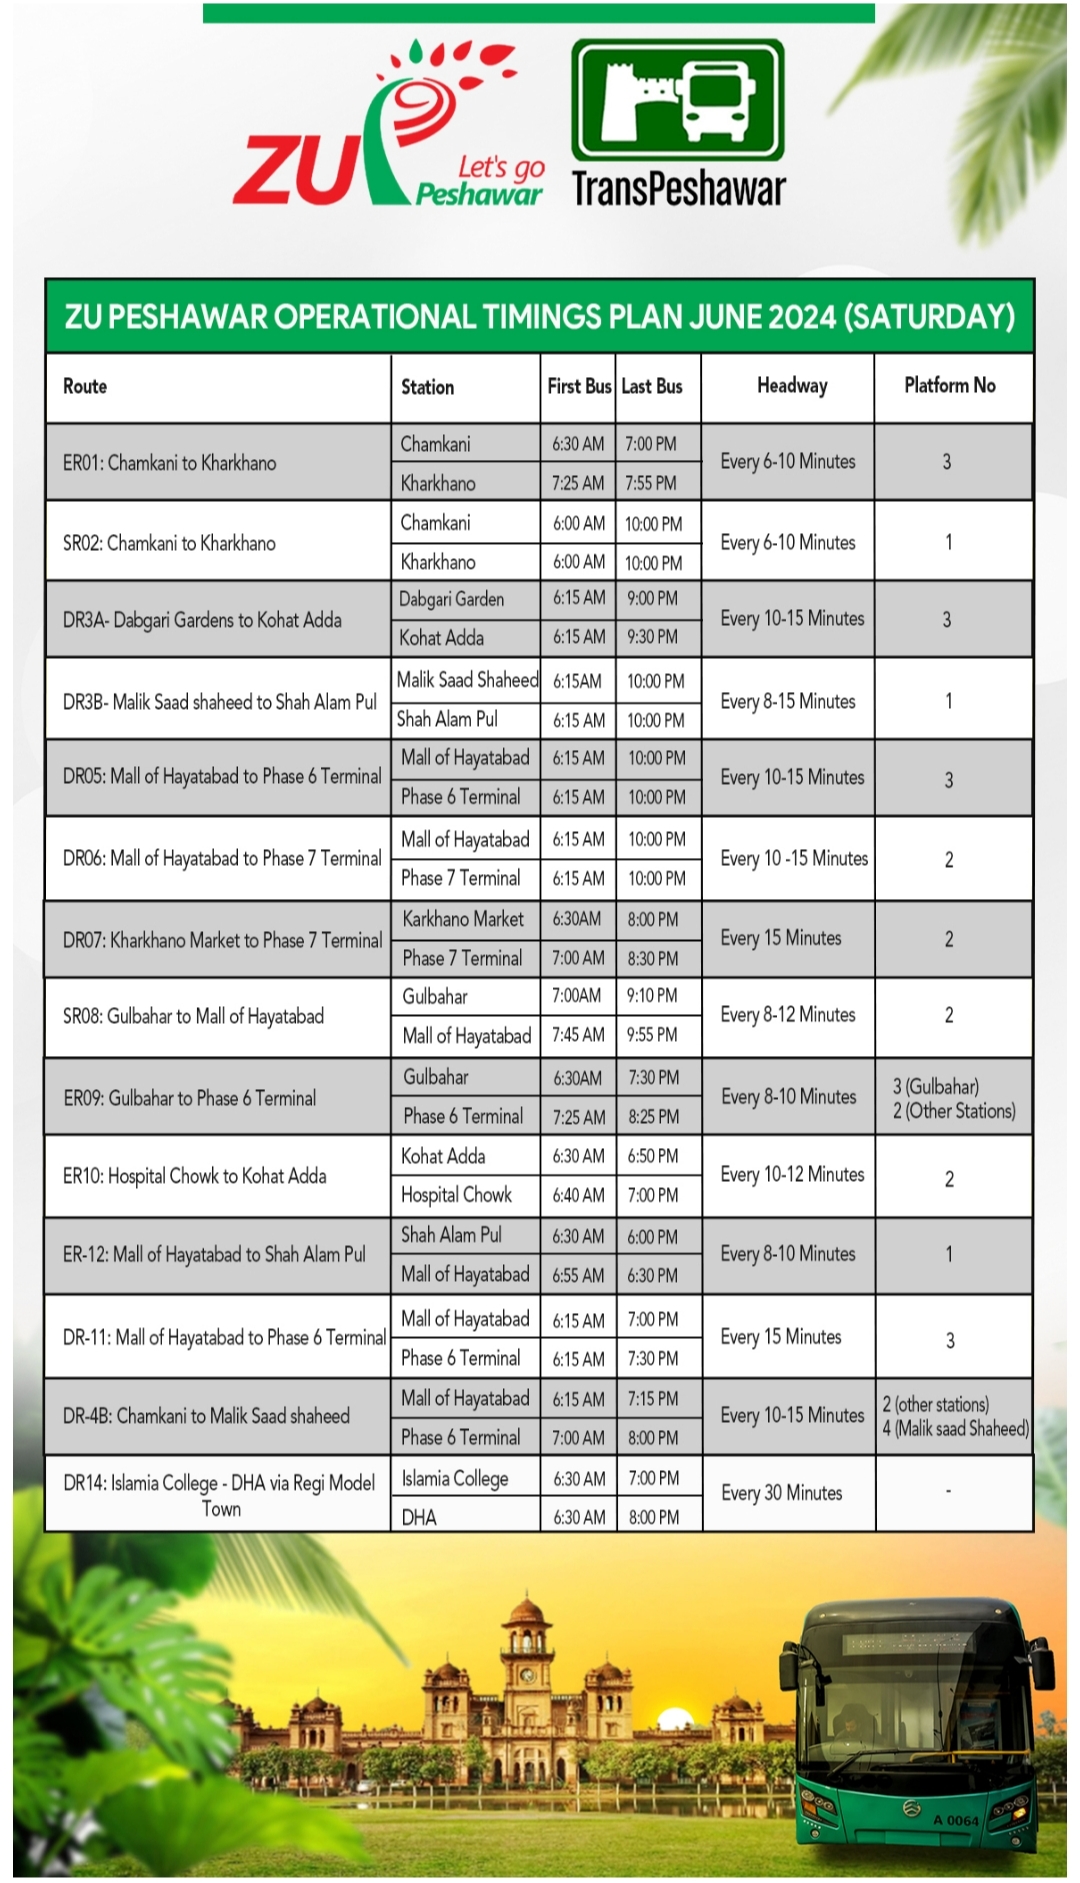 ZU
Let's go
Peshawar
TransPeshawar
ZU PESHAWAR OPERATIONAL TIMINGS PLAN JUNE 2024 (SATURDAY)
Route Station First Bus Last Bus Headway Platform No
ER01: Chamkani to Kharkhano Chamkani 6:30 AM 7:00 PM Every 6-10 Minutes 3
Kharkhano 7:25 AM 7:55 PM
SR02: Chamkani to Kharkhano Chamkani 6:00 AM 10:00 PM Every 6-10 Minutes 1
Kharkhano 6:00 AM 10:00 PM
DR3A- Dabgari Gardens to Kohat Adda Dabgari Garden 6:15 AM 9:00 PM Every 10-15 Minutes 3
Kohat Adda 6:15 AM 9:30 PM
DR3B- Malik Saad shaheed to Shah Alam Pul Malik Saad Shaheed 6:15AM 10:00 PM Every 8-15 Minutes 1
Shah Alam Pul 6:15 AM 10:00 PM
DR05: Mall of Hayatabad to Phase 6 Terminal Mall of Hayatabad 6:15 AM 10:00 PM Every 10-15 Minutes 3
Phase 6 Terminal 6:15 AM 10:00 PM
DR06: Mall of Hayatabad to Phase 7 Terminal Mall of Hayatabad 6:15 AM 10:00 PM Every 10 -15 Minutes 2
Phase 7 Terminal 6:15 AM 10:00 PM
DR07: Kharkhano Market to Phase 7 Terminal Karkhano Market 6:30AM 8:00 PM Every 15 Minutes 2
Phase 7 Terminal 7:00 AM 8:30 PM
SR08: Gulbahar to Mall of Hayatabad Gulbahar 7:00AM 9:10 PM Every 8-12 Minutes 2
Mall of Hayatabad 7:45 AM 9:55 PM
ER09: Gulbahar to Phase 6 Terminal Gulbahar 6:30AM 7:30 PM Every 8-10 Minutes 3 (Gulbahar)
Phase 6 Terminal 7:25 AM 8:25 PM 2 (Other Stations)
ER10: Hospital Chowk to Kohat Adda Kohat Adda 6:30 AM 6:50 PM Every 10-12 Minutes 2
Hospital Chowk 6:40 AM 7:00 PM
ER-12: Mall of Hayatabad to Shah Alam Pul Shah Alam Pul 6:30 AM 6:00 PM Every 8-10 Minutes 1
Mall of Hayatabad 6:55 AM 6:30 PM
DR-11: Mall of Hayatabad to Phase 6 Terminal Mall of Hayatabad 6:15 AM 7:00 PM Every 15 Minutes 3
Phase 6 Terminal 6:15 AM 7:30 PM
DR-4B: Chamkani to Malik Saad shaheed Mall of Hayatabad 6:15 AM 7:15 PM Every 10-15 Minutes 2 (other stations)
Phase 6 Terminal 7:00 AM 8:00 PM 4 (Malik saad Shaheed)
DR14: Islamia College - DHA via Regi Model Islamia College 6:30 AM 7:00 PM Every 30 Minutes -
Town DHA 6:30 AM 8:00 PM
A 0064